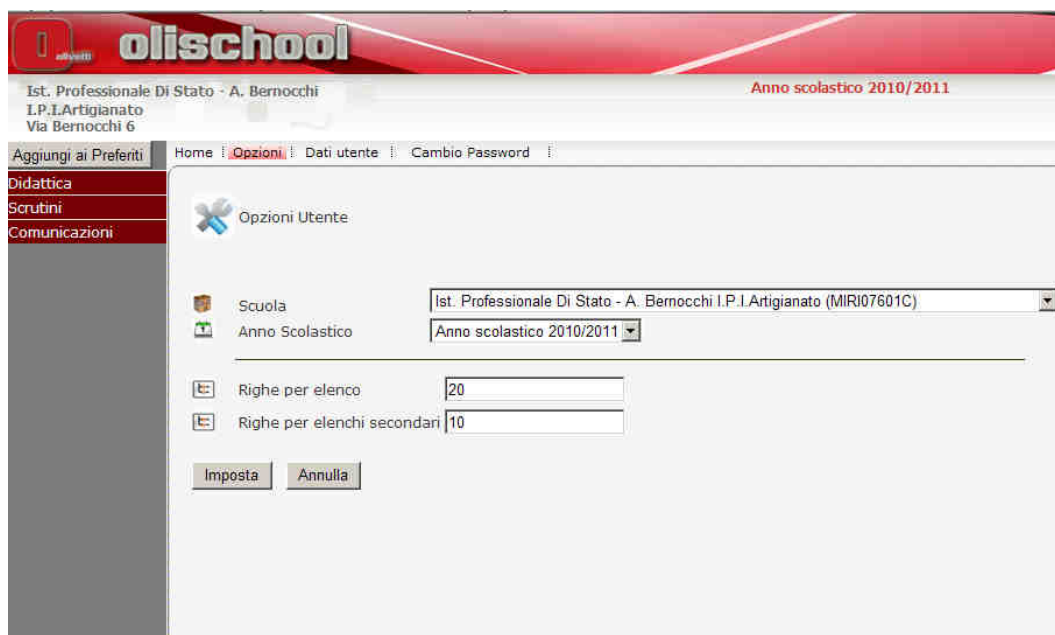 olivetti olischool
Ist. Professionale Di Stato - A. Bernocchi
I.P.I.Artigianato
Via Bernocchi 6
Anno scolastico 2010/2011
Aggiungi ai Preferiti
Home Opzioni Dati utente Cambio Password
Didattica
Scrutini
Comunicazioni
Opzioni Utente
Scuola Ist. Professionale Di Stato - A. Bernocchi I.P.I.Artigianato (MIRI07601C)
Anno Scolastico Anno scolastico 2010/2011
Righe per elenco 20
Righe per elenchi secondari 10
Imposta Annulla